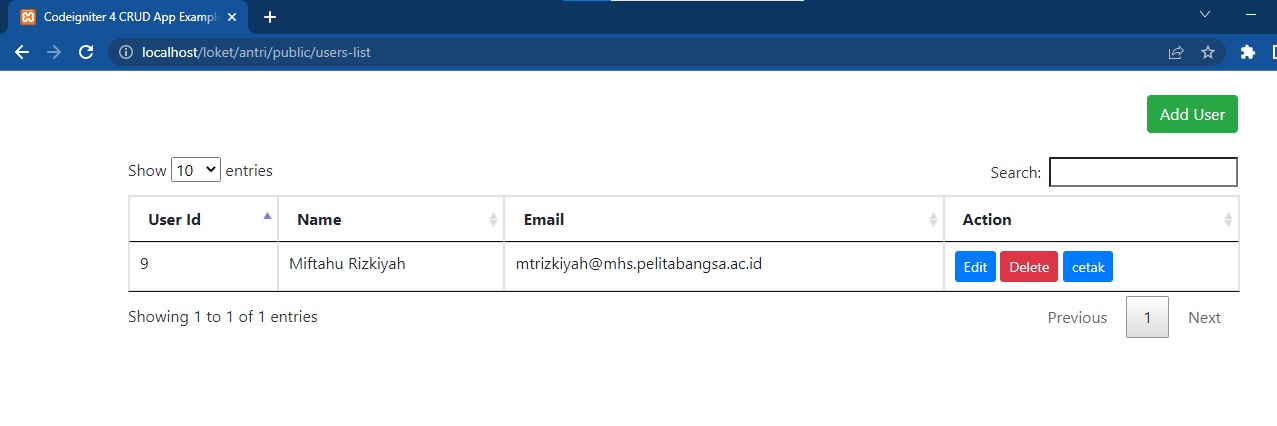 Codeigniter 4 CRUD App Example
localhost/loket/antri/public/users-list
Add User
Show 10 entries
Search:
User Id Name Email Action
9 Miftahu Rizkiyah mtrizkiyah@mhs.pelitabangsa.ac.id Edit Delete cetak
Showing 1 to 1 of 1 entries
Previous 1 Next